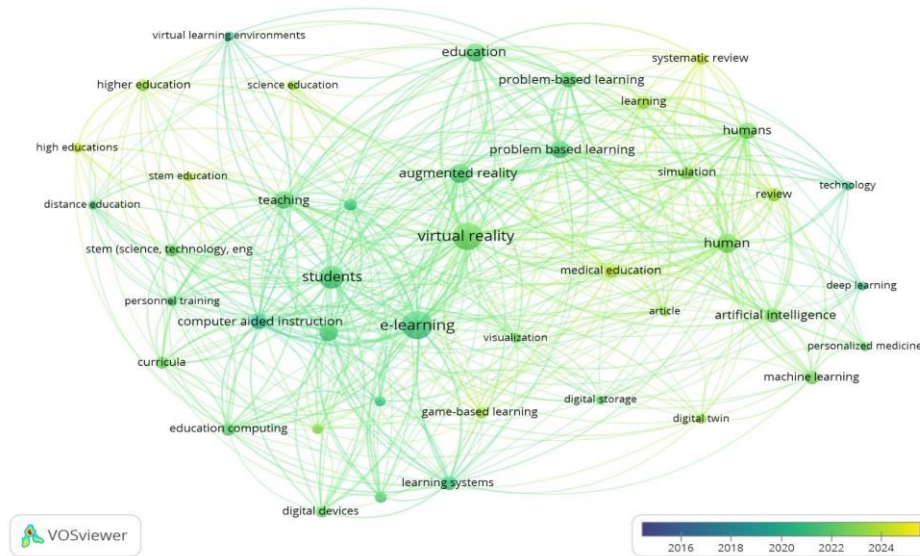 virtual learning environments
education
systematic review
problem-based learning
higher education
science education
learning
humans
high educations
problem based learning
stem education
augmented reality
simulation
technology
teaching
review
distance education
virtual reality
human
stem (science, technology, eng
medical education
students
deep learning
personnel training
computer aided instruction
e-learning
article
artificial intelligence
visualization
personalized medicine
curricula
machine learning
digital storage
game-based learning
digital twin
education computing
learning systems
digital devices
VOSviewer
2016 2018 2020 2022 2024